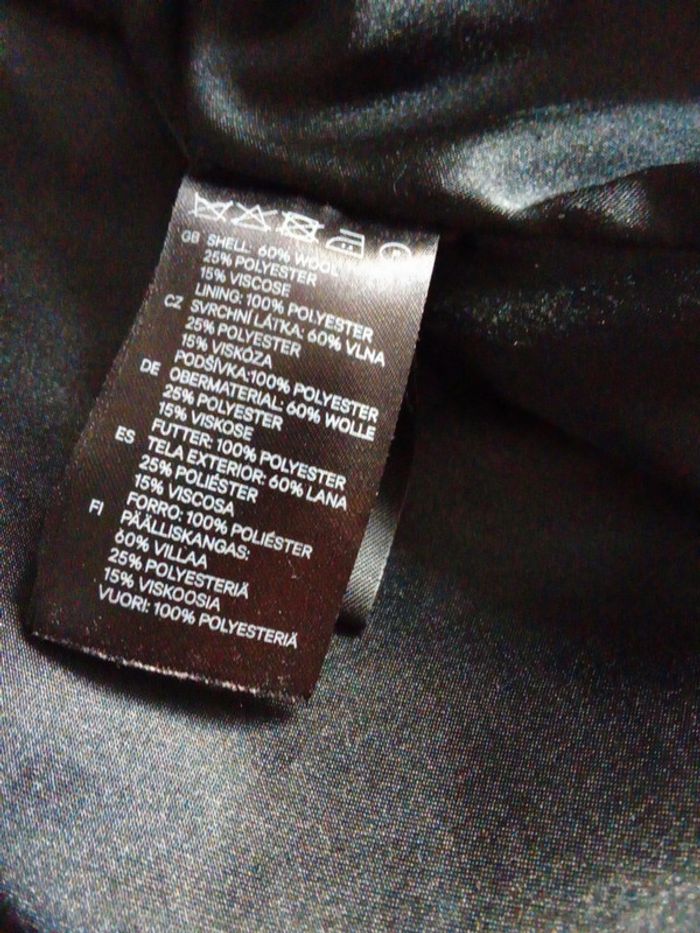 GB SHELL: 60% WOOL
25% POLYESTER
15% VISCOSE
LINING: 100% POLYESTER
CZ SVRCHNÍ LÁTKA: 60% VLNA
25% POLYESTER
15% VISKÓZA
PODŠÍVKA:100% POLYESTER
DE OBERMATERIAL: 60% WOLLE
25% POLYESTER
15% VISKOSE
FUTTER: 100% POLYESTER
ES TELA EXTERIOR: 60% LANA
25% POLIÉSTER
15% VISCOSA
FORRO: 100% POLIÉSTER
FI PÄÄLLISKANGAS:
60% VILLAA
25% POLYESTERIÄ
15% VISKOOSIA
VUORI: 100% POLYESTERIÄ